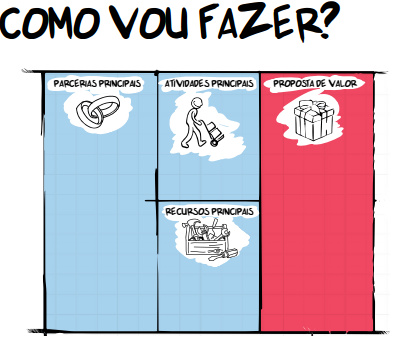 COMO VOU FAZER?
PARCERIAS PRINCIPAIS
ATIVIDADES PRINCIPAIS
PROPOSTA DE VALOR
RECURSOS PRINCIPAIS